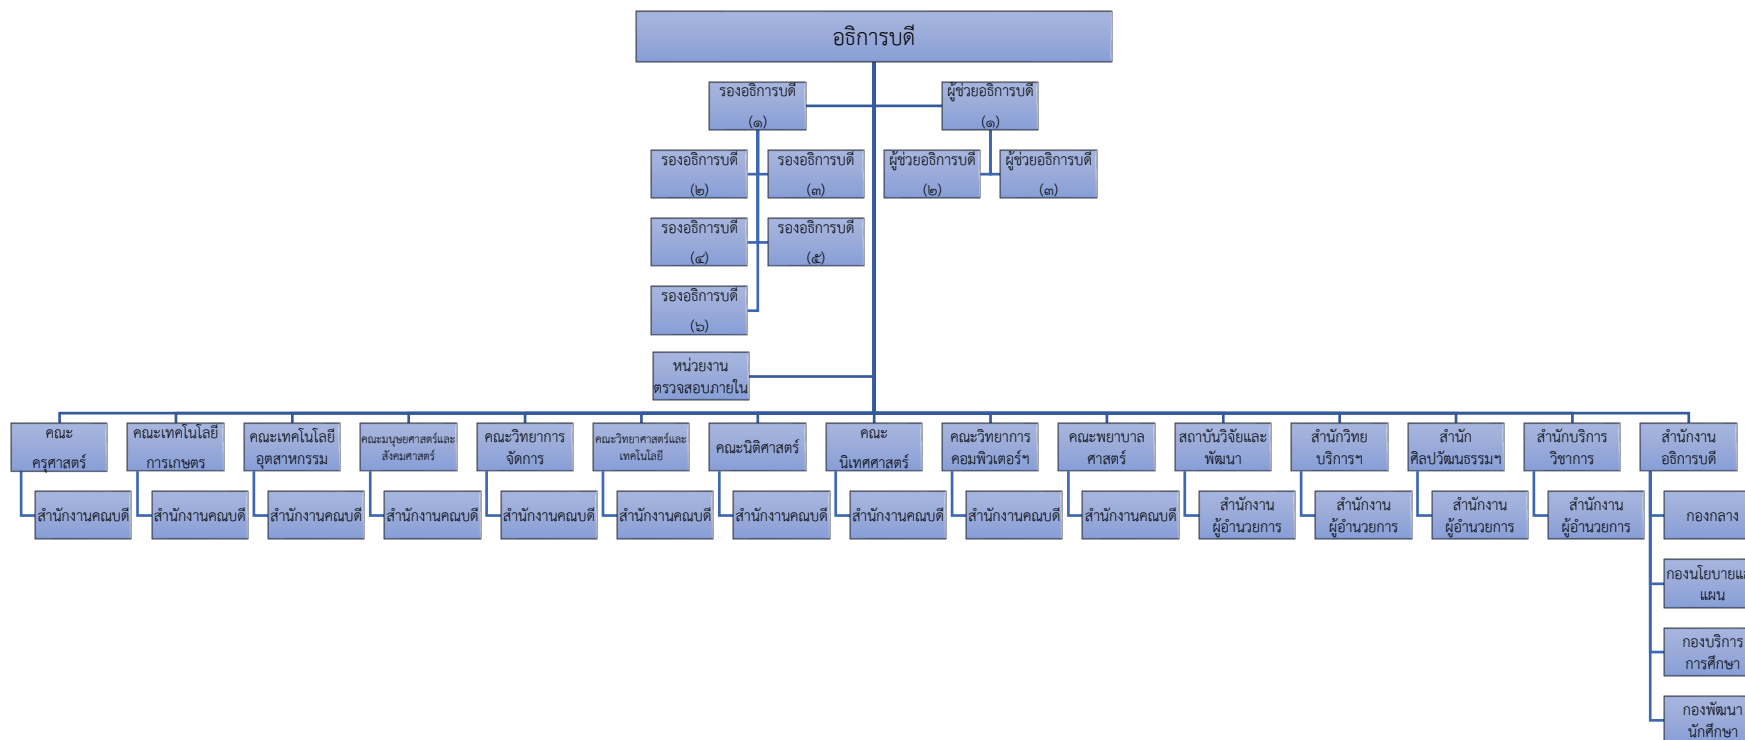 อธิการบดี
รองอธิการบดี
(๑)
ผู้ช่วยอธิการบดี
(๑)
รองอธิการบดี
(๒)
รองอธิการบดี
(๓)
ผู้ช่วยอธิการบดี
(๒)
ผู้ช่วยอธิการบดี
(๓)
รองอธิการบดี
(๔)
รองอธิการบดี
(๕)
รองอธิการบดี
(๖)
หน่วยงาน
ตรวจสอบภายใน
คณะ
ครุศาสตร์
คณะเทคโนโลยี
การเกษตร
คณะเทคโนโลยี
อุตสาหกรรม
คณะมนุษยศาสตร์และ
สังคมศาสตร์
คณะวิทยาการ
จัดการ
คณะวิทยาศาสตร์และ
เทคโนโลยี
คณะนิติศาสตร์
คณะ
นิเทศศาสตร์
คณะวิทยาการ
คอมพิวเตอร์ฯ
คณะพยาบาล
ศาสตร์
สถาบันวิจัยและ
พัฒนา
สำนักวิทย
บริการฯ
สำนัก
ศิลปวัฒนธรรมฯ
สำนักบริการ
วิชาการ
สำนักงาน
อธิการบดี
สำนักงานคณบดี
สำนักงานคณบดี
สำนักงานคณบดี
สำนักงานคณบดี
สำนักงานคณบดี
สำนักงานคณบดี
สำนักงานคณบดี
สำนักงานคณบดี
สำนักงานคณบดี
สำนักงานคณบดี
สำนักงาน
ผู้อำนวยการ
สำนักงาน
ผู้อำนวยการ
สำนักงาน
ผู้อำนวยการ
สำนักงาน
ผู้อำนวยการ
กองกลาง
กองนโยบายและ
แผน
กองบริการ
การศึกษา
กองพัฒนา
นักศึกษา